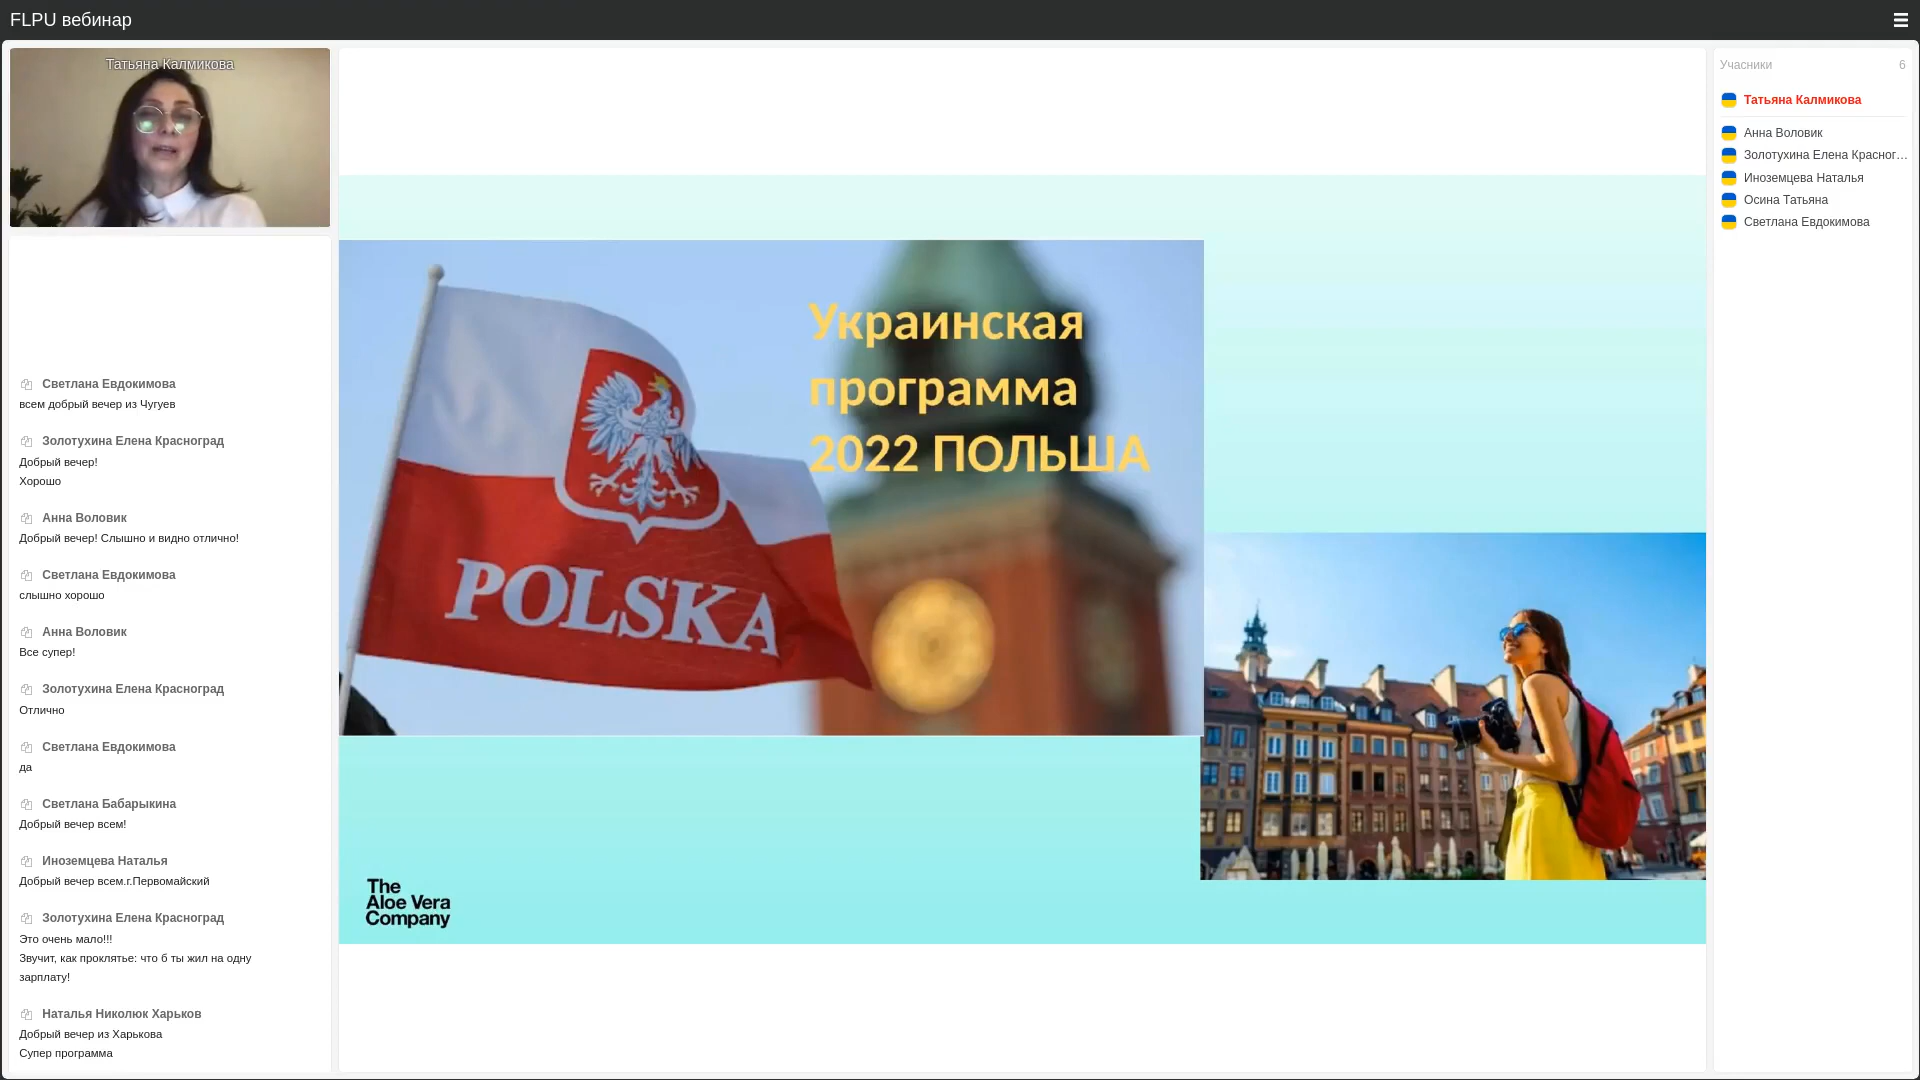 FLPU вебинар
Татьяна Калмикова
Светлана Евдокимова
всем добрый вечер из Чугуев
Золотухина Елена Красноград
Добрый вечер!
Хорошо
Анна Воловик
Добрый вечер! Слышно и видно отлично!
Светлана Евдокимова
слышно хорошо
Анна Воловик
Все супер!
Золотухина Елена Красноград
Отлично
Светлана Евдокимова
да
Светлана Бабарыкина
Добрый вечер всем!
Иноземцева Наталья
Добрый вечер всем.г.Первомайский
Золотухина Елена Красноград
Это очень мало!!!
Звучит, как проклятье: что б ты жил на одну
зарплату!
Наталья Николюк Харьков
Добрый вечер из Харькова
Супер программа
Украинская
программа
2022 ПОЛЬША
POLSKA
The
Aloe Vera
Company
Учасники 6
Татьяна Калмикова
Анна Воловик
Золотухина Елена Красног...
Иноземцева Наталья
Осина Татьяна
Светлана Евдокимова